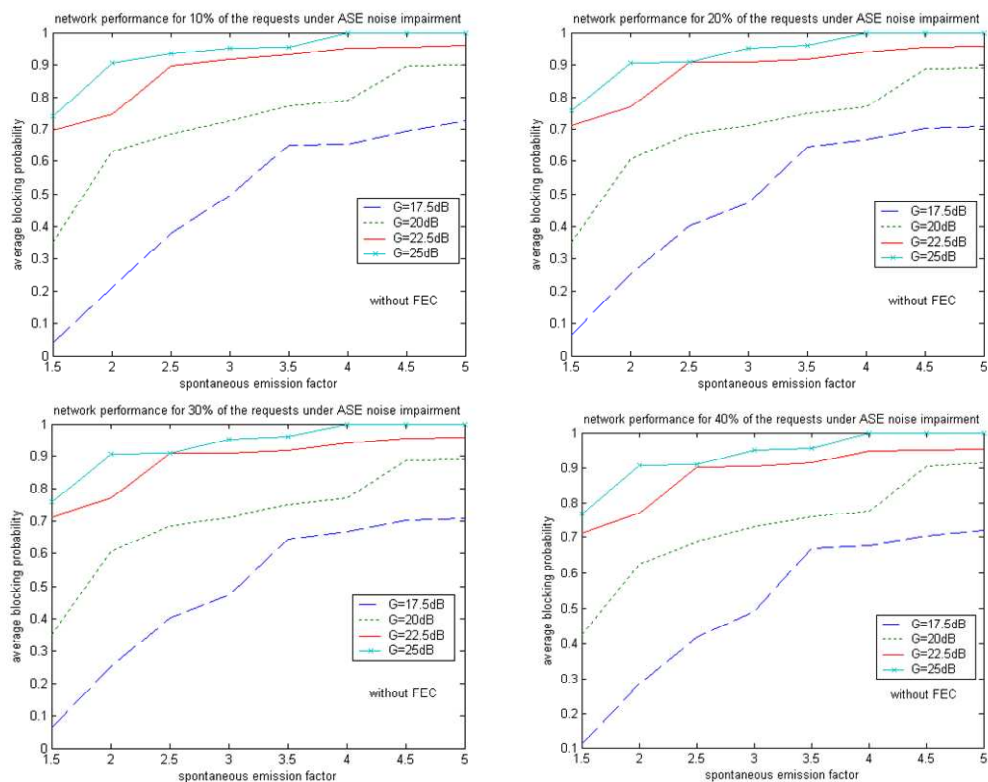 network performance for 10% of the requests under ASE noise impairment
1
0.9
0.8
0.7
0.6
0.5
0.4
0.3
0.2
0.1
0
average blocking probability
G=17.5dB
G=20dB
G=22.5dB
G=25dB
without FEC
1.5 2 2.5 3 3.5 4 4.5 5
spontaneous emission factor
network performance for 20% of the requests under ASE noise impairment
1
0.9
0.8
0.7
0.6
0.5
0.4
0.3
0.2
0.1
0
average blocking probability
G=17.5dB
G=20dB
G=22.5dB
G=25dB
without FEC
1.5 2 2.5 3 3.5 4 4.5 5
spontaneous emission factor
network performance for 30% of the requests under ASE noise impairment
1
0.9
0.8
0.7
0.6
0.5
0.4
0.3
0.2
0.1
0
average blocking probability
G=17.5dB
G=20dB
G=22.5dB
G=25dB
without FEC
1.5 2 2.5 3 3.5 4 4.5 5
spontaneous emission factor
network performance for 40% of the requests under ASE noise impairment
1
0.9
0.8
0.7
0.6
0.5
0.4
0.3
0.2
0.1
average blocking probability
G=17.5dB
G=20dB
G=22.5dB
G=25dB
without FEC
1.5 2 2.5 3 3.5 4 4.5 5
spontaneous emission factor